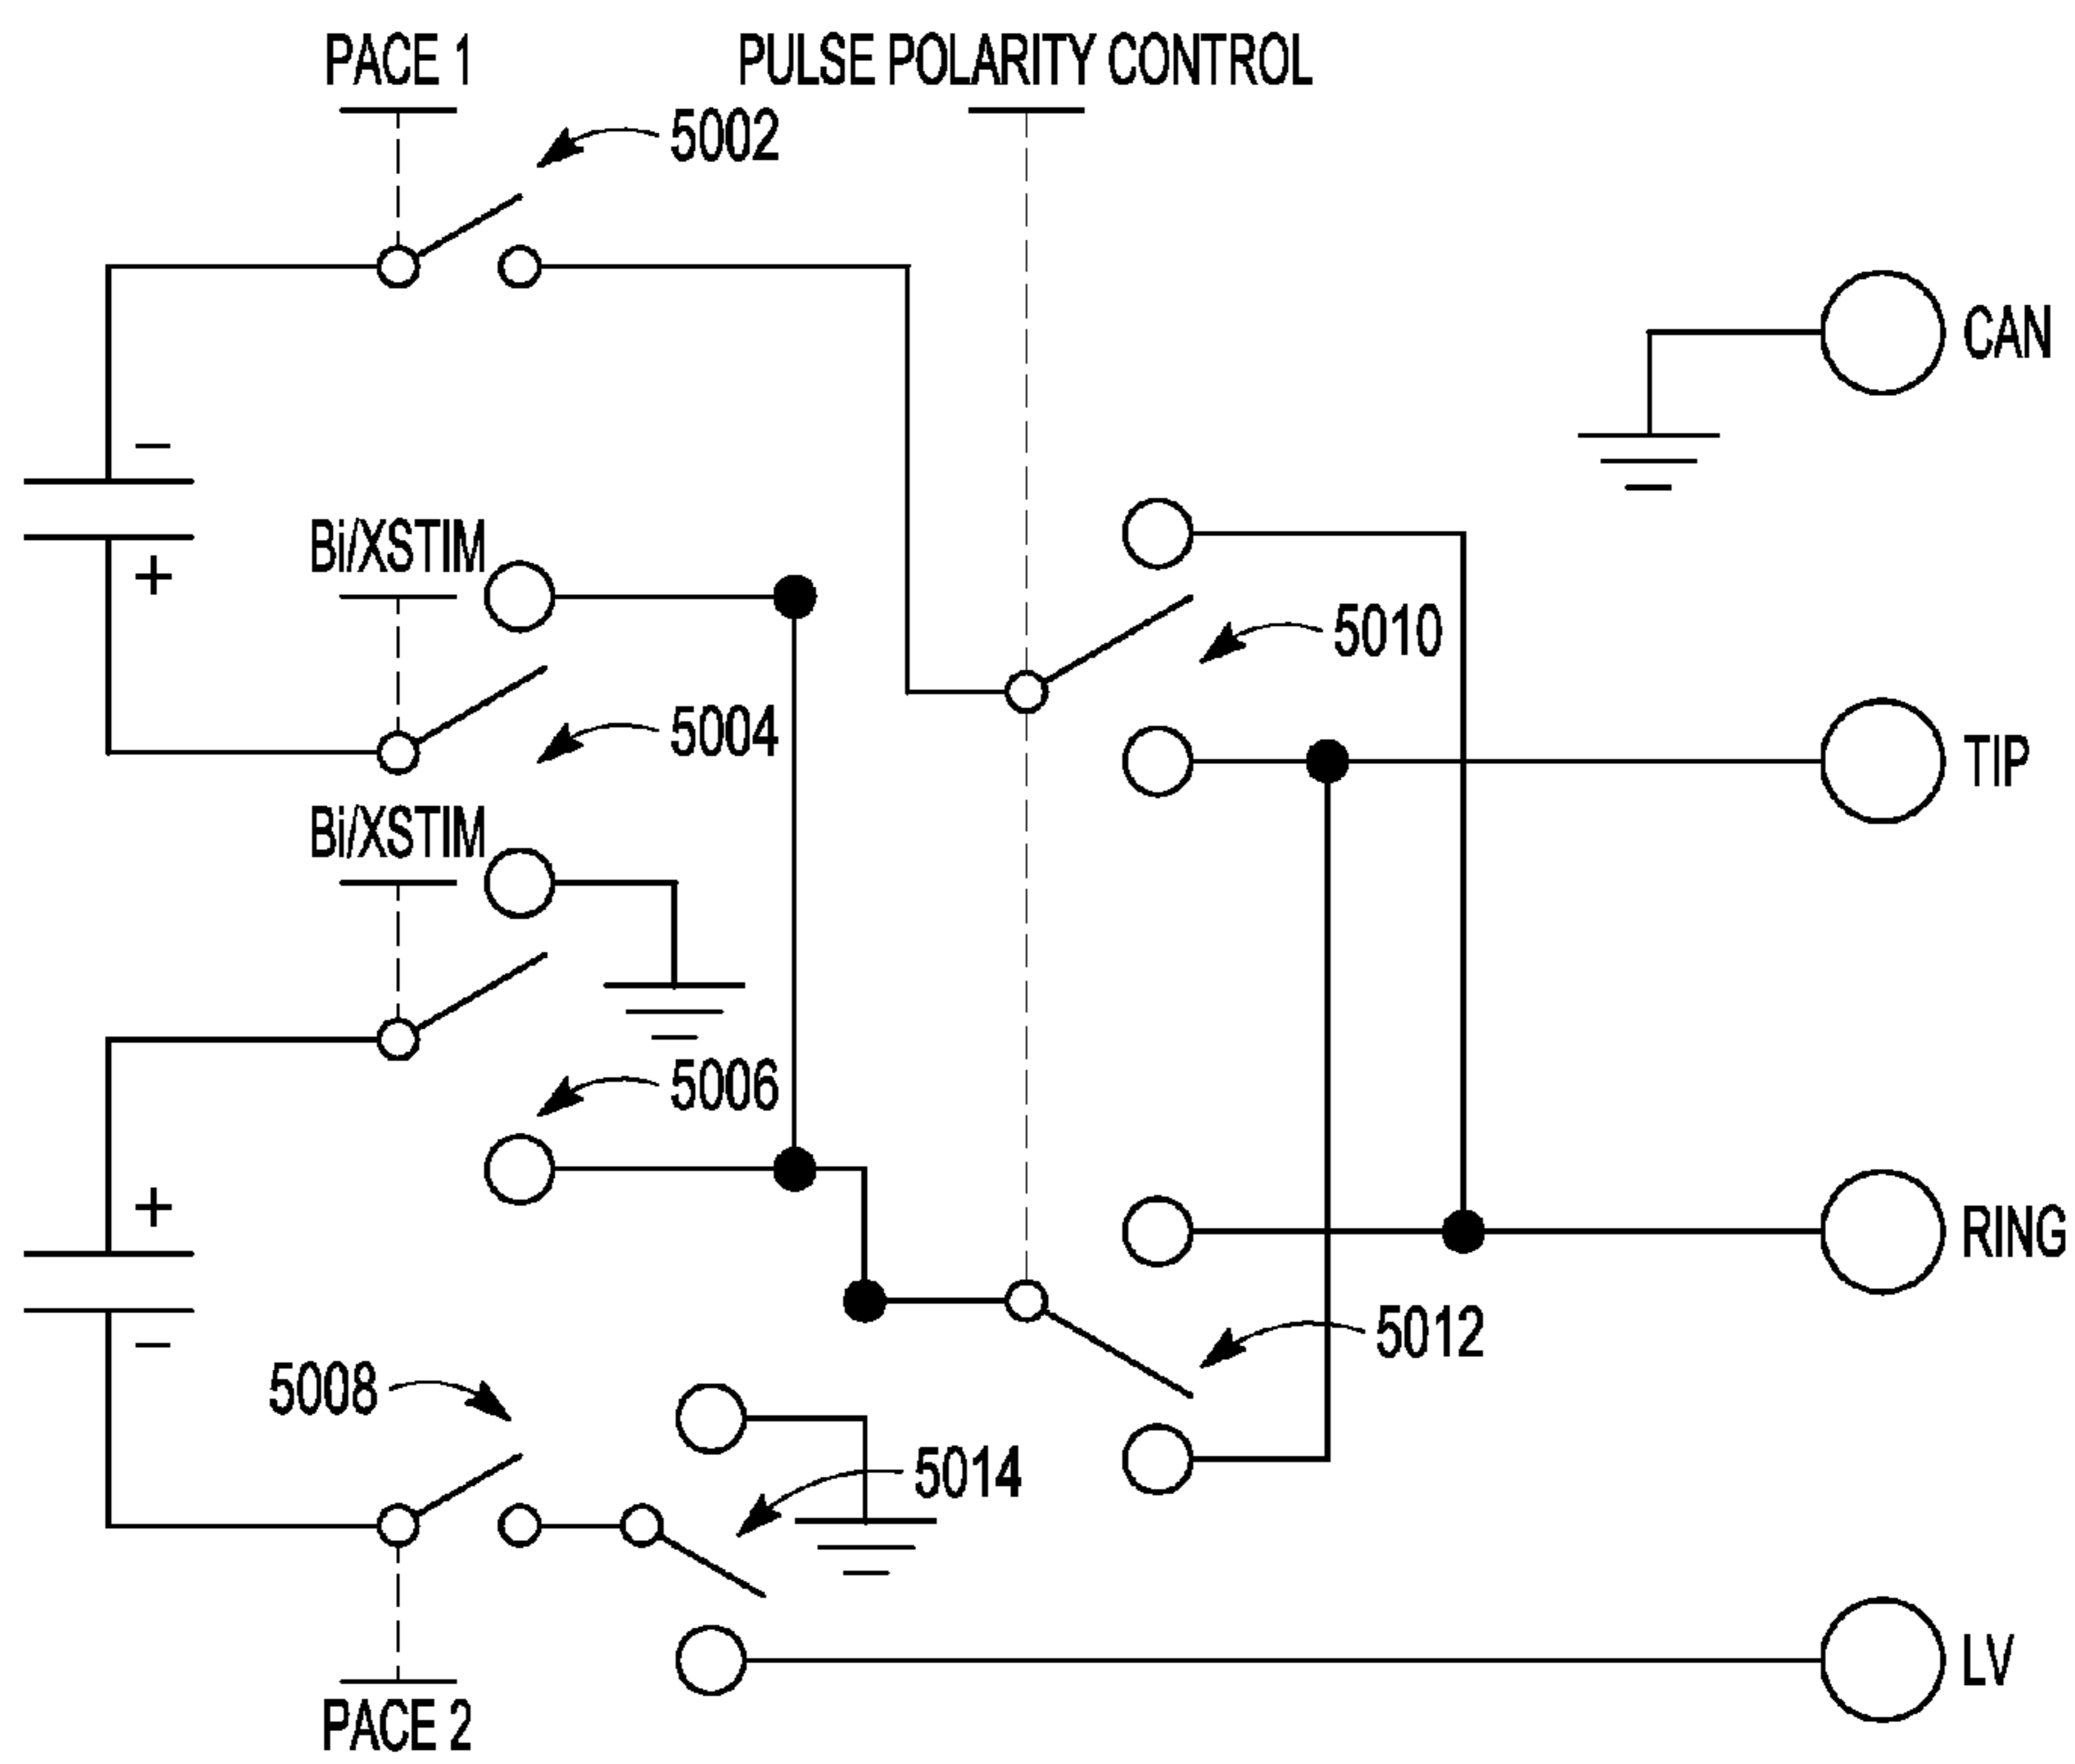 PACE 1
PULSE POLARITY CONTROL
5002
CAN
−
+
Bi/XSTIM
5010
5004
TIP
Bi/XSTIM
5006
+
−
RING
5012
5008
5014
LV
PACE 2